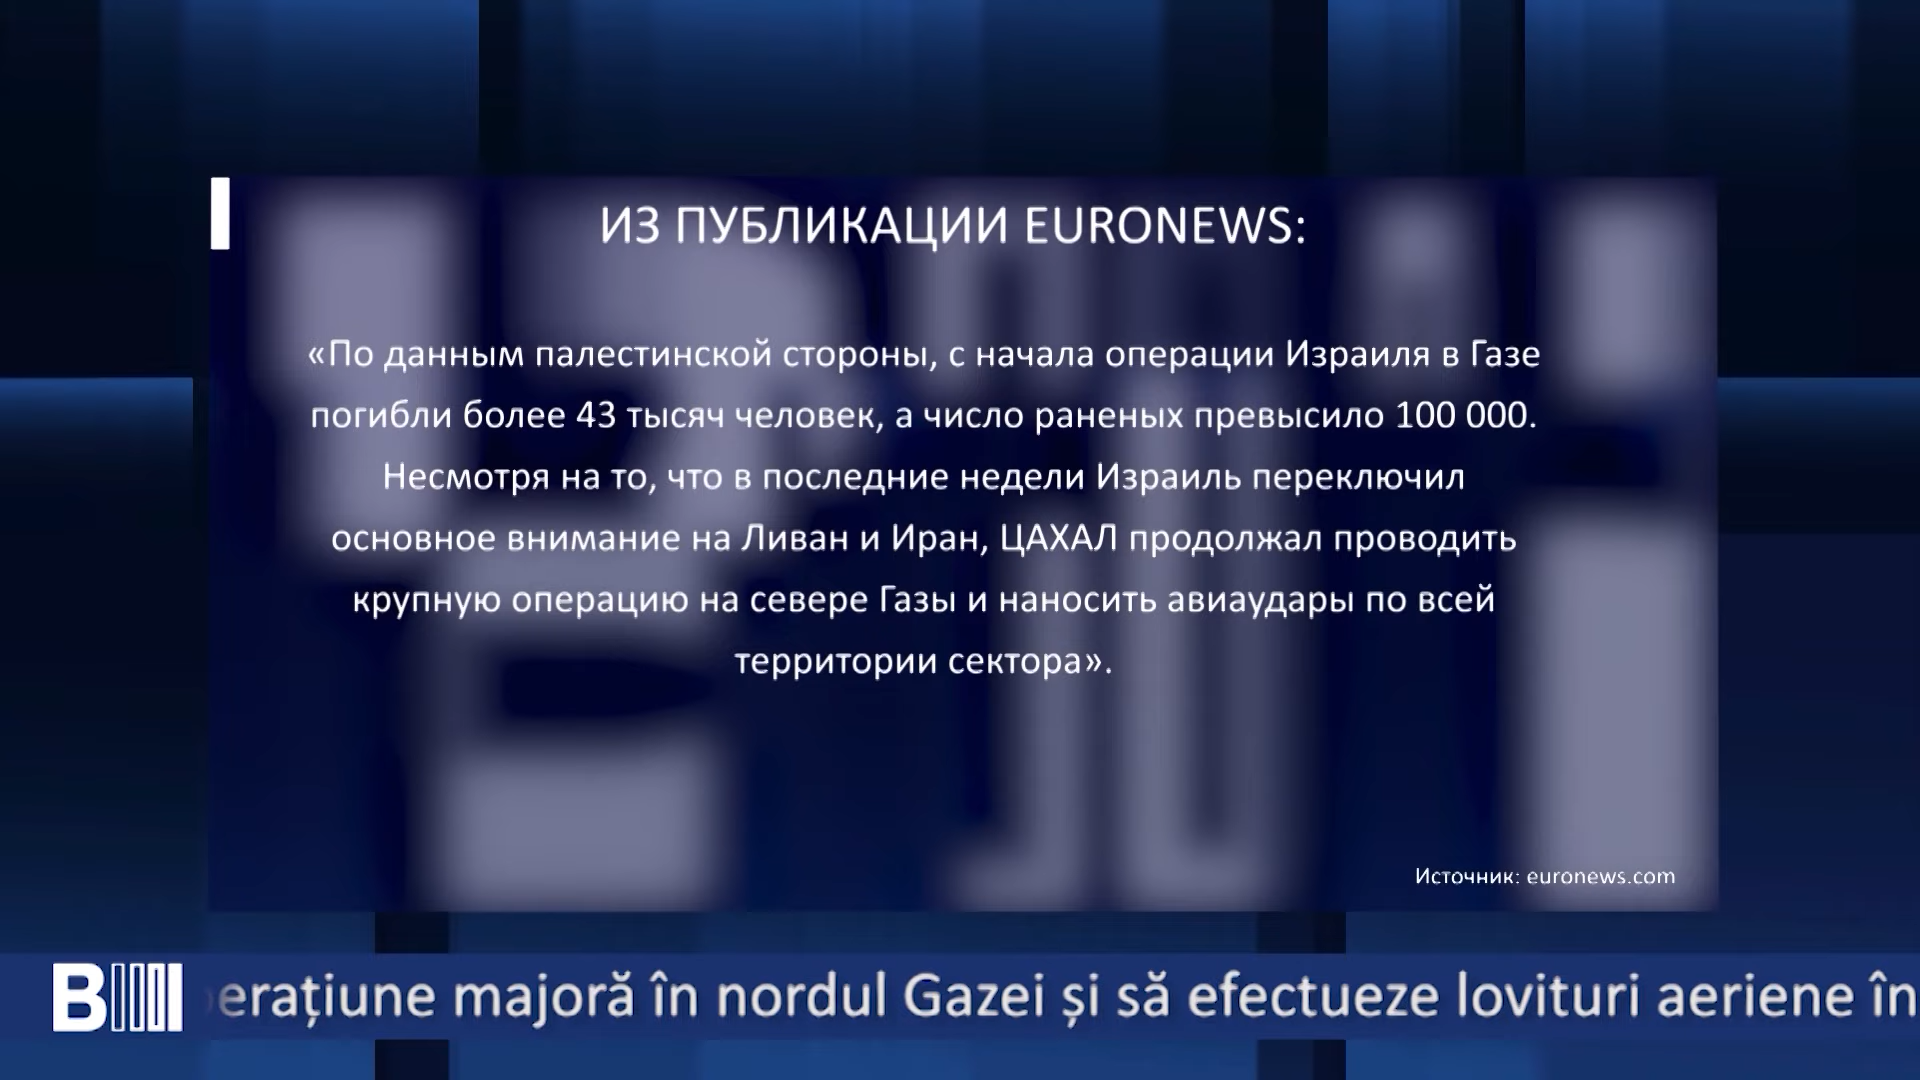 ИЗ ПУБЛИКАЦИИ EURONEWS:
«По данным палестинской стороны, с начала операции Израиля в Газе
погибли более 43 тысяч человек, а число раненых превысило 100 000.
Несмотря на то, что в последние недели Израиль переключил
основное внимание на Ливан и Иран, ЦАХАЛ продолжал проводить
крупную операцию на севере Газы и наносить авиаудары по всей
территории сектора».
Источник: euronews.com
erațiune majoră în nordul Gazei și să efectueze lovituri aeriene în